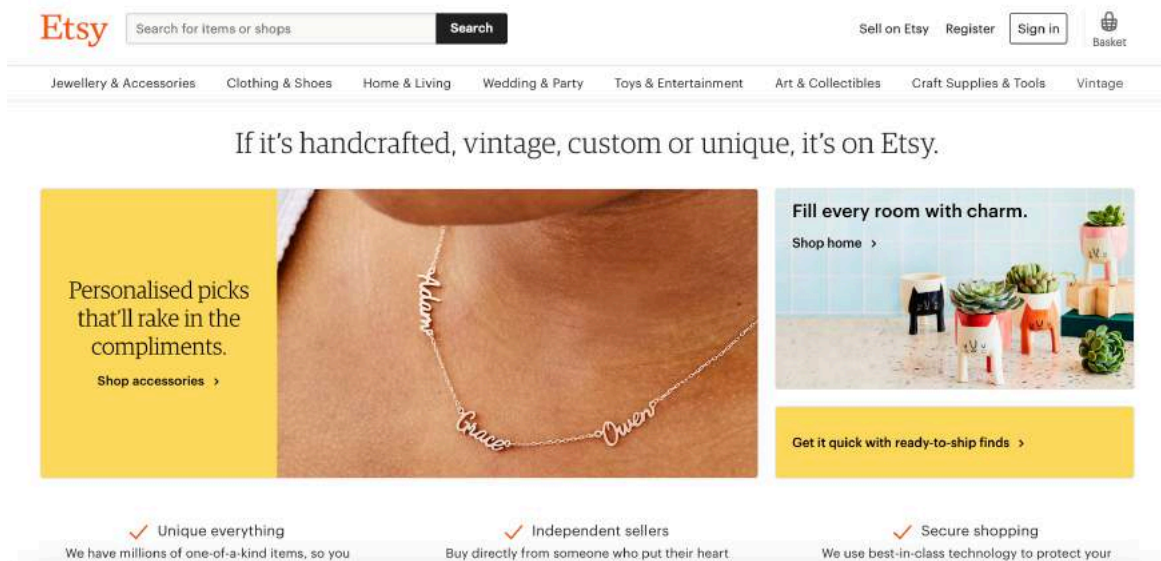 Etsy
Search for items or shops
Search
Sell on Etsy
Register
Sign in
Basket
Jewellery & Accessories
Clothing & Shoes
Home & Living
Wedding & Party
Toys & Entertainment
Art & Collectibles
Craft Supplies & Tools
Vintage
If it's handcrafted, vintage, custom or unique, it's on Etsy.
Personalised picks
that'll rake in the
compliments.
Shop accessories >
Adam
Grace
Owen
Fill every room with charm.
Shop home >
Get it quick with ready-to-ship finds >
Unique everything
We have millions of one-of-a-kind items, so you
Independent sellers
Buy directly from someone who put their heart
Secure shopping
We use best-in-class technology to protect your